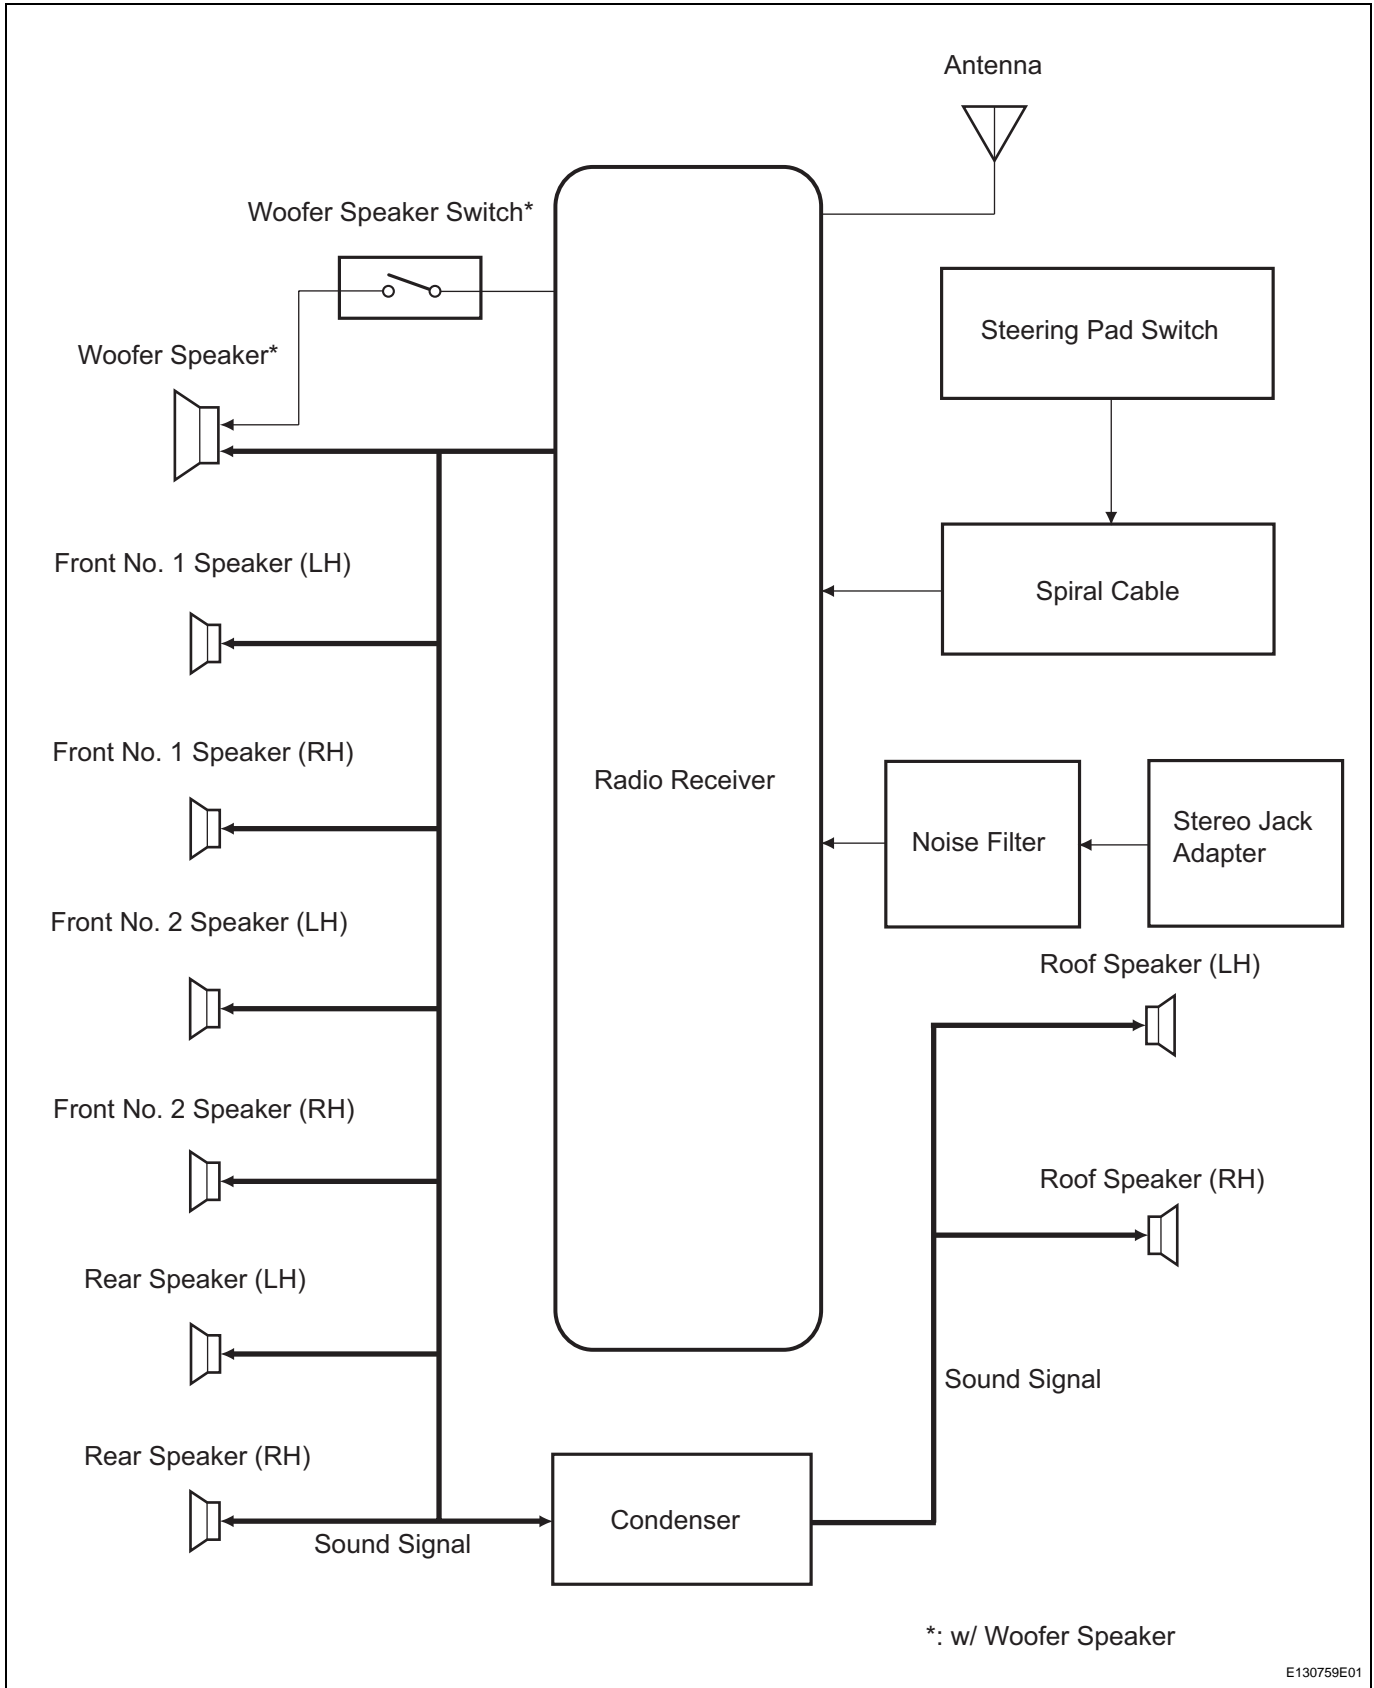 Antenna
Woofer Speaker Switch*
Steering Pad Switch
Woofer Speaker*
Front No. 1 Speaker (LH)
Spiral Cable
Front No. 1 Speaker (RH)
Radio Receiver
Noise Filter
Stereo Jack
Adapter
Front No. 2 Speaker (LH)
Roof Speaker (LH)
Front No. 2 Speaker (RH)
Roof Speaker (RH)
Rear Speaker (LH)
Sound Signal
Rear Speaker (RH)
Condenser
Sound Signal
*: w/ Woofer Speaker
E130759E01